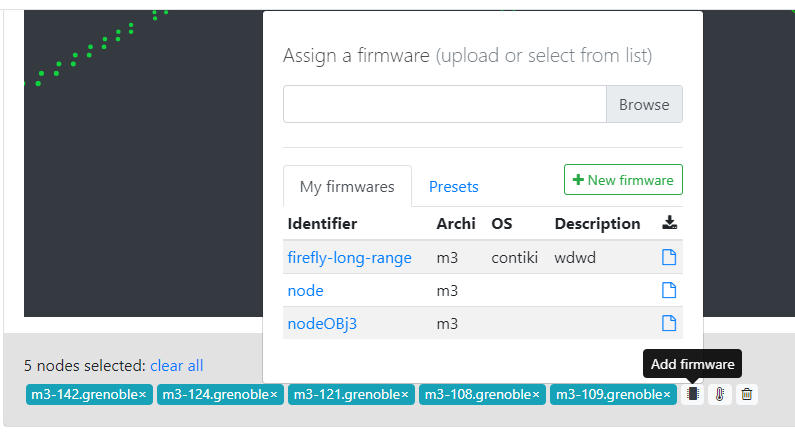 Assign a firmware (upload or select from list)
Browse
My firmwares Presets + New firmware
Identifier Archi OS Description
firefly-long-range m3 contiki wdwd
node m3
nodeOBj3 m3
5 nodes selected: clear all
Add firmware
m3-142.grenoble× m3-124.grenoble× m3-121.grenoble× m3-108.grenoble× m3-109.grenoble×